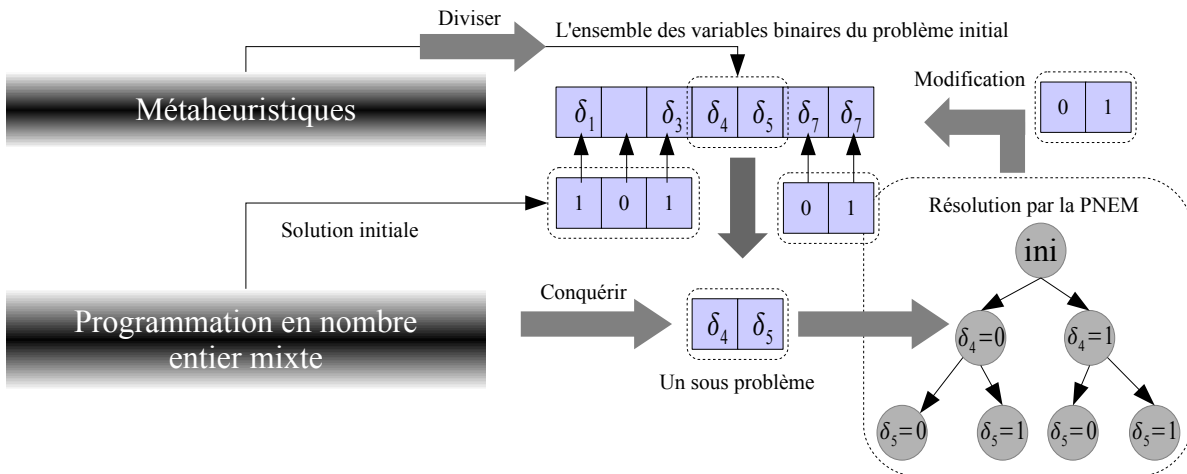 Diviser
L'ensemble des variables binaires du problème initial
Métaheuristiques
Modification
0 1
δ1 δ3 δ4 δ5 δ7 δ7
1 0 1
0 1
Solution initiale
Résolution par la PNEM
ini
Programmation en nombre
entier mixte
Conquérir
δ4 δ5
Un sous problème
δ4=0 δ4=1
δ5=0 δ5=1 δ5=0 δ5=1